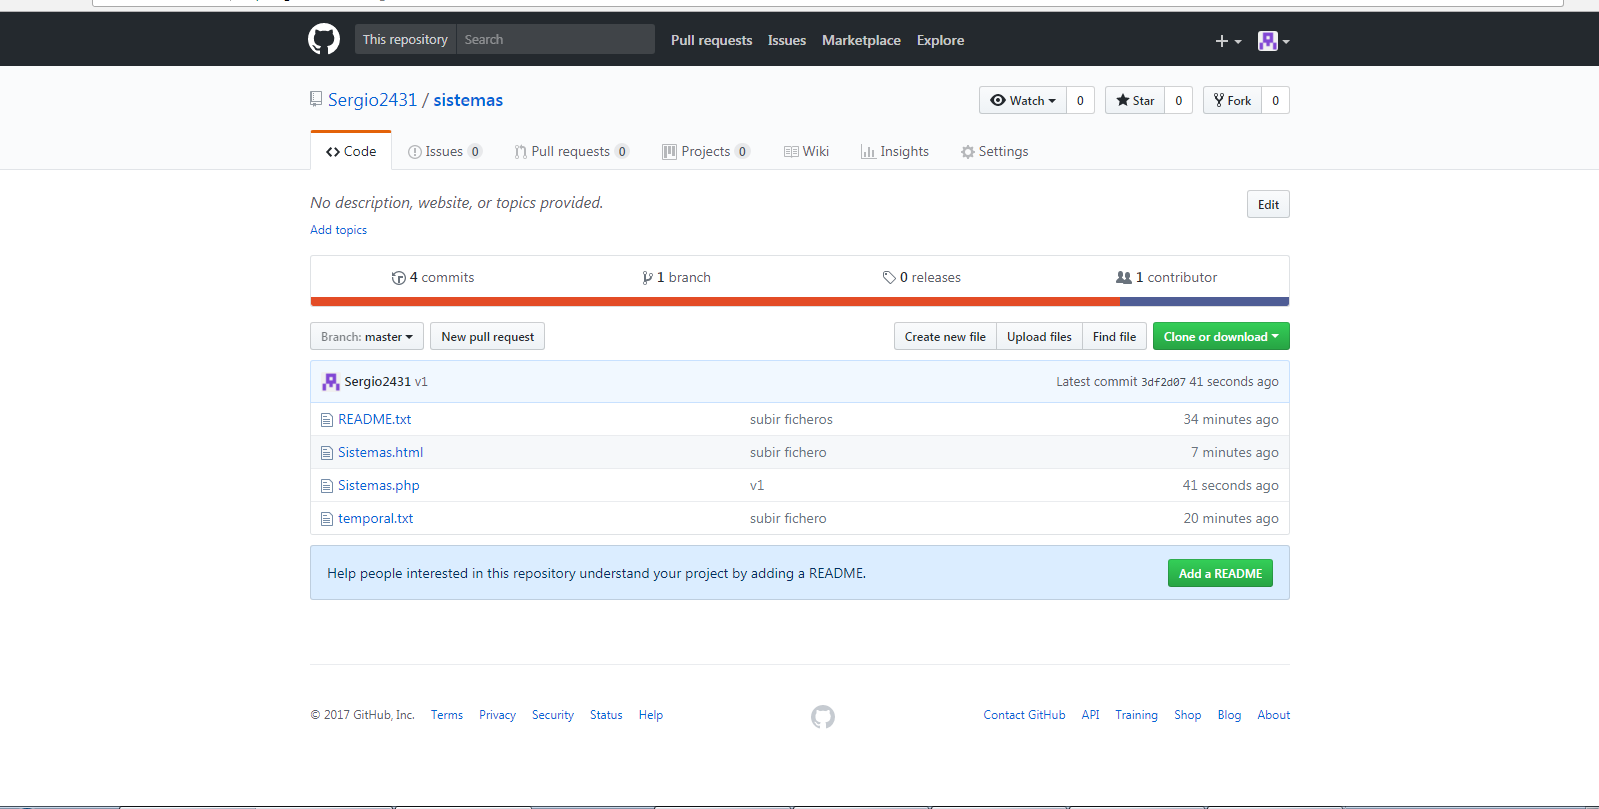 This repository Search Pull requests Issues Marketplace Explore
Sergio2431 / sistemas
Watch 0 Star 0 Fork 0
Code Issues 0 Pull requests 0 Projects 0 Wiki Insights Settings
No description, website, or topics provided. Edit
Add topics
4 commits 1 branch 0 releases 1 contributor
Branch: master New pull request Create new file Upload files Find file Clone or download
Sergio2431 v1 Latest commit 3df2d07 41 seconds ago
README.txt subir ficheros 34 minutes ago
Sistemas.html subir fichero 7 minutes ago
Sistemas.php v1 41 seconds ago
temporal.txt subir fichero 20 minutes ago
Help people interested in this repository understand your project by adding a README. Add a README
© 2017 GitHub, Inc. Terms Privacy Security Status Help Contact GitHub API Training Shop Blog About